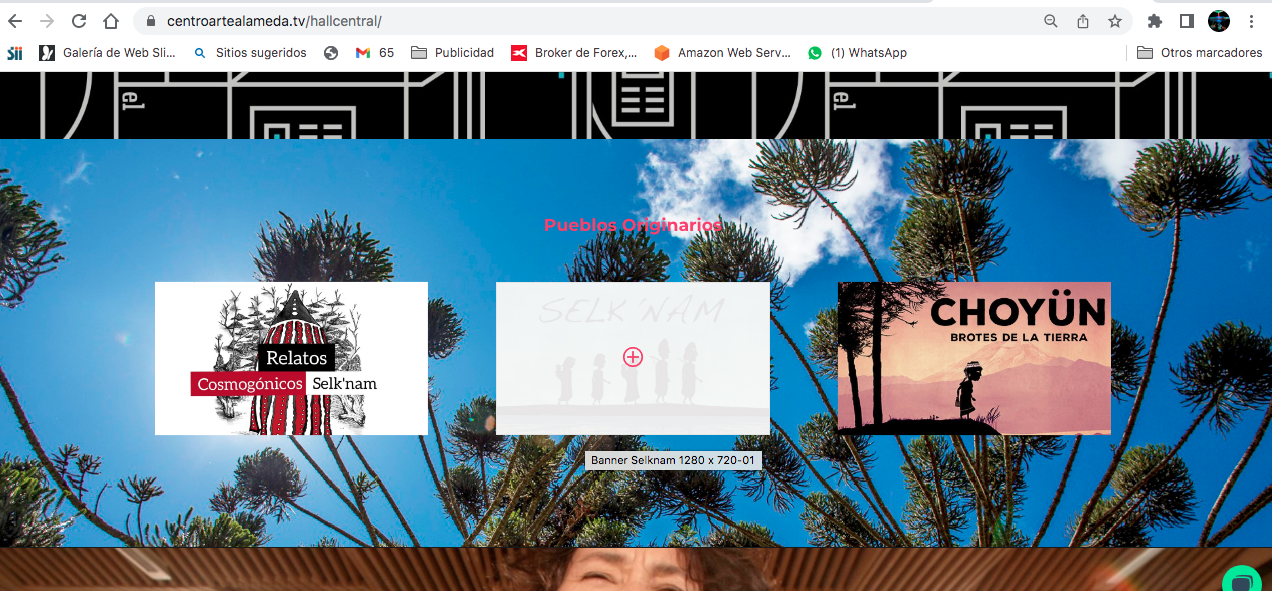 centroartealameda.tv/hallcentral/
Sii Galería de Web Sli... Sitios sugeridos 65 Publicidad Broker de Forex,... Amazon Web Serv... (1) WhatsApp Otros marcadores
el
el
Pueblos Originarios
Relatos
Cosmogónicos Selk'nam
SELK'NAM
CHOYÜN
BROTES DE LA TIERRA
Banner Selknam 1280 x 720-01